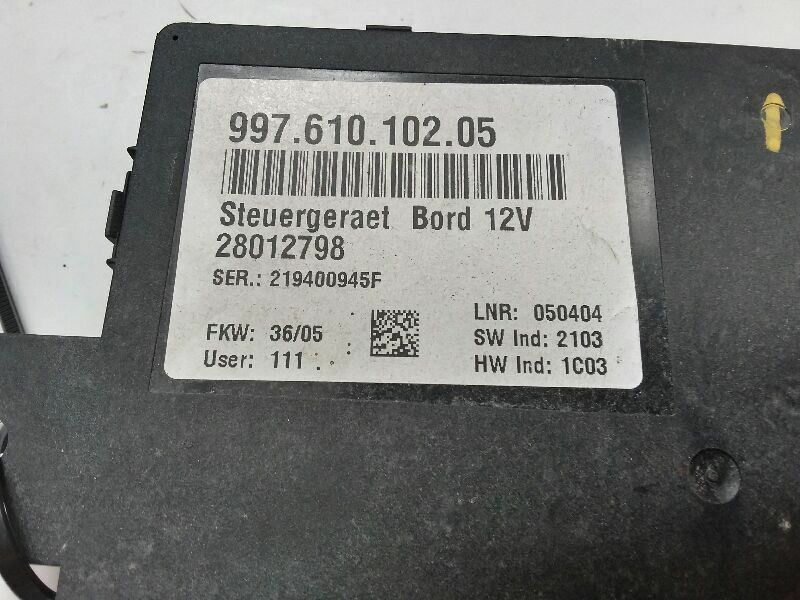 997.610.102.05
Steuergeraet Bord 12V
28012798
SER.: 219400945F
LNR: 050404
FKW: 36/05
SW Ind: 2103
User: 111
HW Ind: 1C03